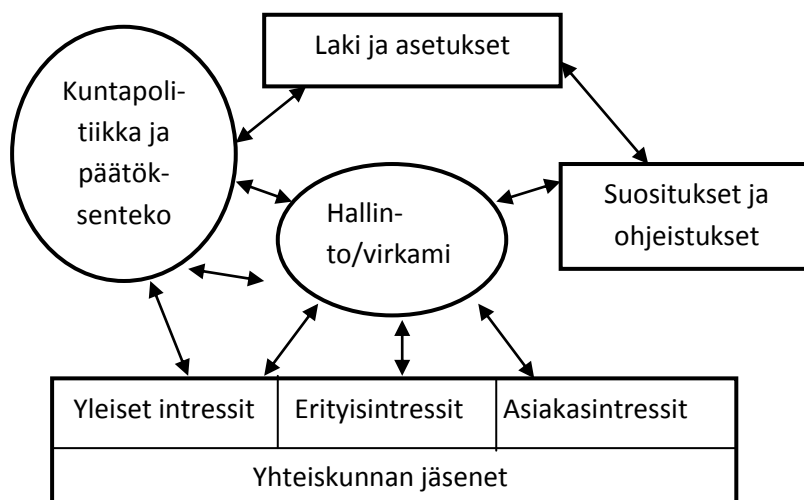 Laki ja asetukset
Kuntapoli-
tiikka ja
päätök-
senteko
Hallin-
to/virkami
Suositukset ja
ohjeistukset
Yleiset intressit
Erityisintressit
Asiakasintressit
Yhteiskunnan jäsenet